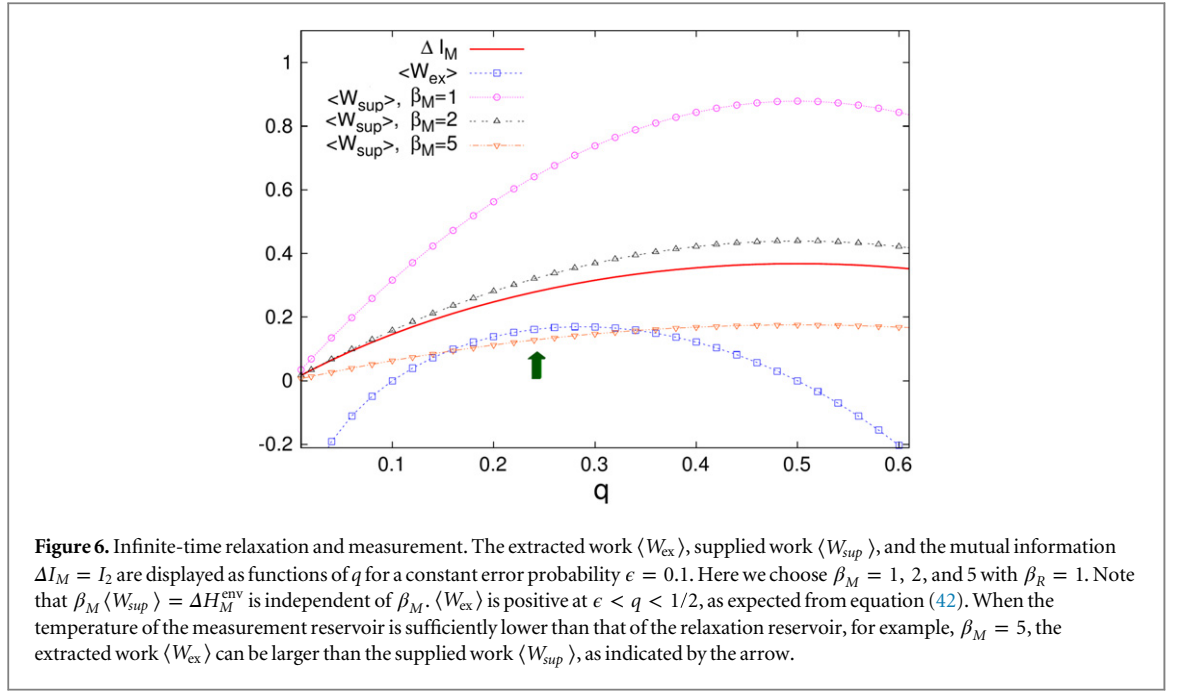 Δ I_M
<W_ex>
<W_sup>, β_M=1
<W_sup>, β_M=2
<W_sup>, β_M=5
1
0.8
0.6
0.4
0.2
0
-0.2
0.1 0.2 0.3 0.4 0.5 0.6
q
Figure 6. Infinite-time relaxation and measurement. The extracted work ⟨W_ex⟩, supplied work ⟨W_sup⟩, and the mutual information
ΔI_M = I_2 are displayed as functions of q for a constant error probability ϵ = 0.1. Here we choose β_M = 1, 2, and 5 with β_R = 1. Note
that β_M⟨W_sup⟩ = ΔH_M^env is independent of β_M. ⟨W_ex⟩ is positive at ϵ < q < 1/2, as expected from equation (42). When the
temperature of the measurement reservoir is sufficiently lower than that of the relaxation reservoir, for example, β_M = 5, the
extracted work ⟨W_ex⟩ can be larger than the supplied work ⟨W_sup⟩, as indicated by the arrow.